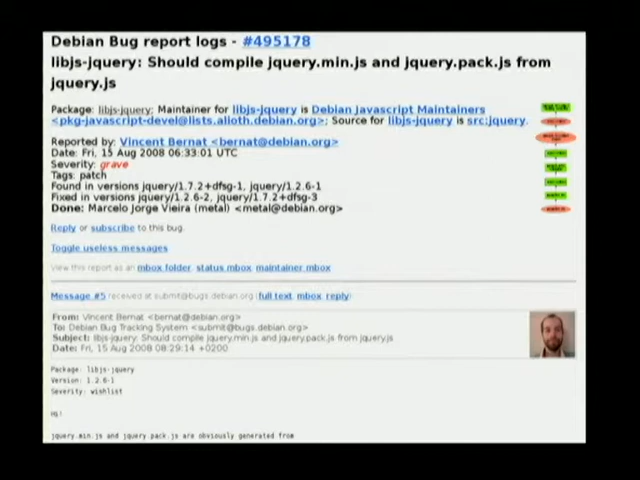 Debian Bug report logs - #495178
libjs-jquery: Should compile jquery.min.js and jquery.pack.js from
jquery.js
Package: libjs-jquery; Maintainer for libjs-jquery is Debian Javascript Maintainers
<pkg-javascript-devel@lists.alioth.debian.org>; Source for libjs-jquery is src:jquery.
Reported by: Vincent Bernat <bernat@debian.org>
Date: Fri, 15 Aug 2008 06:33:01 UTC
Severity: grave
Tags: patch
Found in versions jquery/1.7.2+dfsg-1, jquery/1.2.6-1
Fixed in versions jquery/1.2.6-2, jquery/1.7.2+dfsg-3
Done: Marcelo Jorge Vieira (metal) <metal@debian.org>
Reply or subscribe to this bug.
Toggle useless messages
View this report as an mbox folder, status mbox, maintainer mbox
Message #5 received at submit@bugs.debian.org (full text, mbox, reply):
From: Vincent Bernat <bernat@debian.org>
To: Debian Bug Tracking System <submit@bugs.debian.org>
Subject: libjs-jquery: Should compile jquery.min.js and jquery.pack.js from jquery.js
Date: Fri, 15 Aug 2008 08:29:14 +0200
Package: libjs-jquery
Version: 1.2.6-1
Severity: wishlist
Hi!
jquery.min.js and jquery.pack.js are obviously generated from